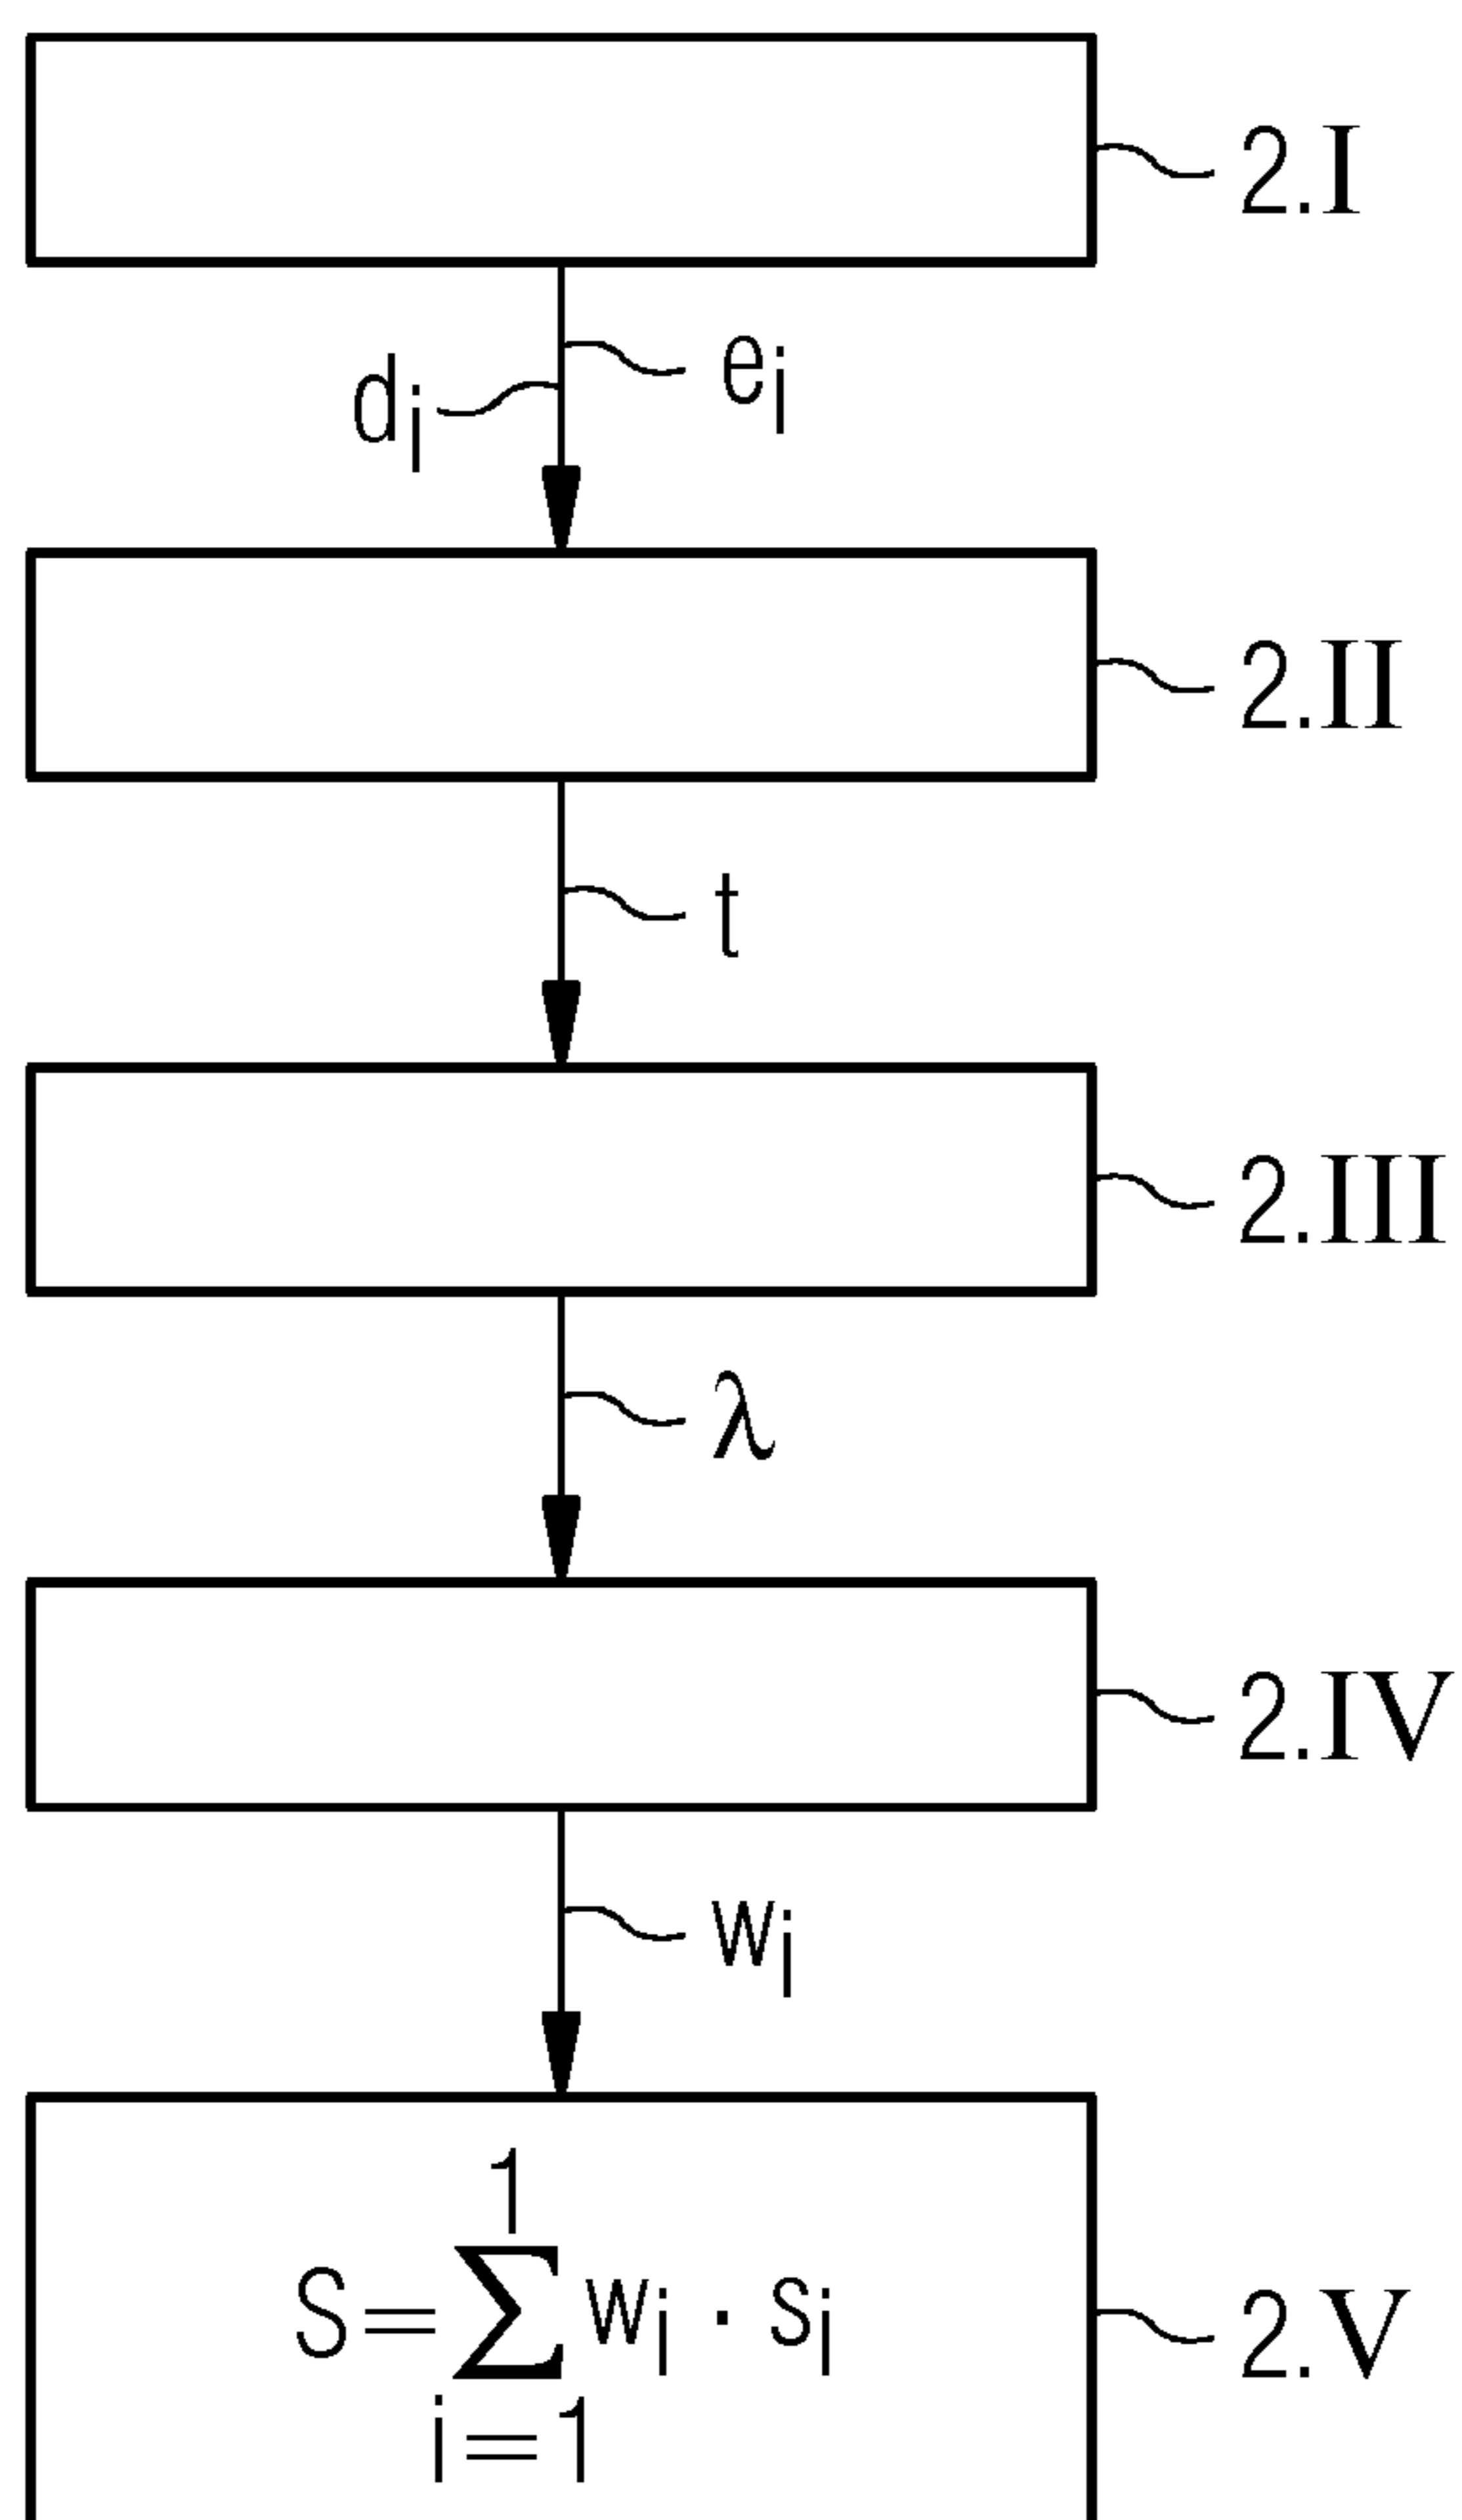 2.I
eᵢ
dᵢ
2.II
t
2.III
λ
2.IV
wᵢ
1
S=∑wᵢ · sᵢ
i=1
2.V